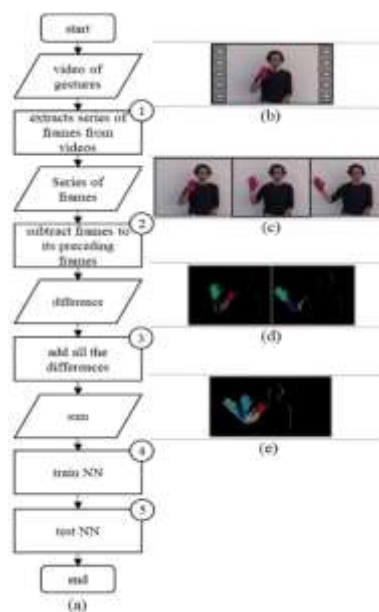 start
video of
gestures
1
extracts series of
frames from
videos
(b)
Series of
frames
2
subtract frames to
its preceding
frames
(c)
difference
(d)
3
add all the
differences
sum
(e)
4
train NN
5
test NN
end
(a)